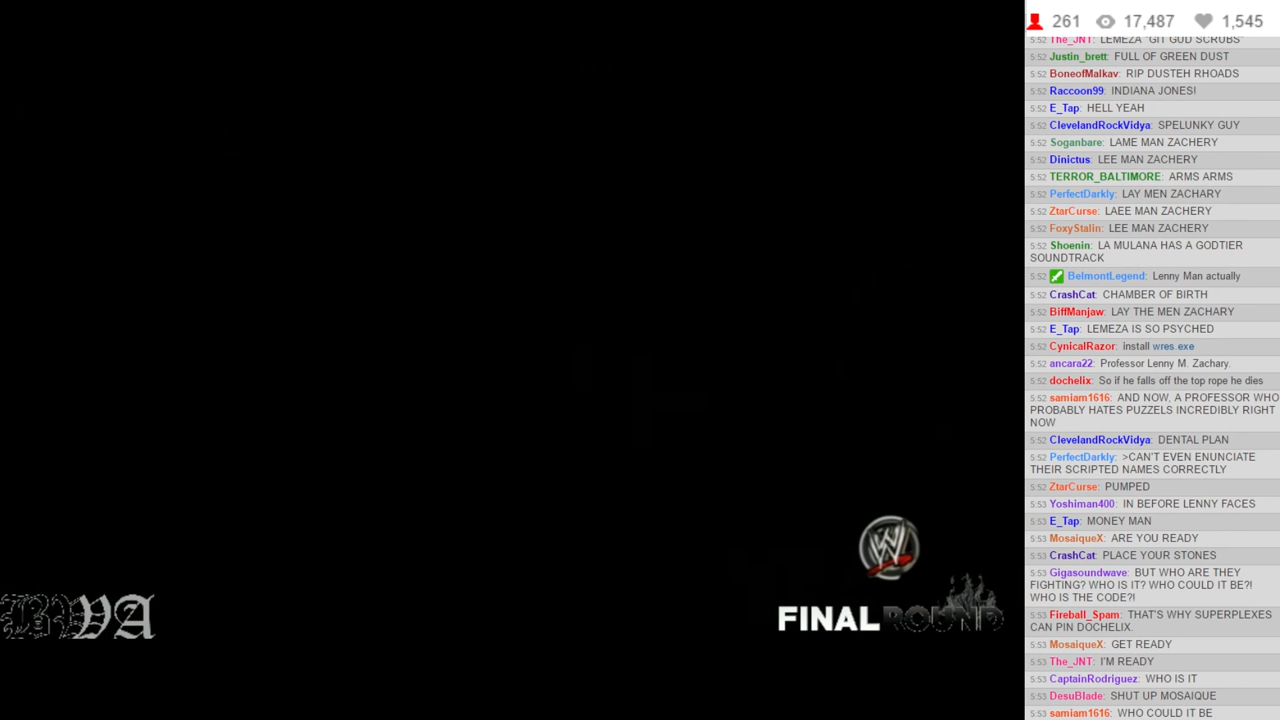 261 17,487 1,545
5:52 The_JNT: LEMEZA "GIT GUD SCRUBS"
5:52 Justin_brett: FULL OF GREEN DUST
5:52 BoneofMalkav: RIP DUSTEH RHOADS
5:52 Raccoon99: INDIANA JONES!
5:52 E_Tap: HELL YEAH
5:52 ClevelandRockVidya: SPELUNKY GUY
5:52 Soganbare: LAME MAN ZACHERY
5:52 Dinictus: LEE MAN ZACHERY
5:52 TERROR_BALTIMORE: ARMS ARMS
5:52 PerfectDarkly: LAY MEN ZACHARY
5:52 ZtarCurse: LAEE MAN ZACHERY
5:52 FoxyStalin: LEE MAN ZACHERY
5:52 Shoenin: LA MULANA HAS A GODTIER
SOUNDTRACK
5:52 BelmontLegend: Lenny Man actually
5:52 CrashCat: CHAMBER OF BIRTH
5:52 BiffManjaw: LAY THE MEN ZACHARY
5:52 E_Tap: LEMEZA IS SO PSYCHED
5:52 CynicalRazor: install wres.exe
5:52 ancara22: Professor Lenny M. Zachary.
5:52 dochelix: So if he falls off the top rope he dies
5:52 samiam1616: AND NOW, A PROFESSOR WHO
PROBABLY HATES PUZZELS INCREDIBLY RIGHT
NOW
5:52 ClevelandRockVidya: DENTAL PLAN
5:52 PerfectDarkly: >CAN'T EVEN ENUNCIATE
THEIR SCRIPTED NAMES CORRECTLY
5:52 ZtarCurse: PUMPED
5:53 Yoshiman400: IN BEFORE LENNY FACES
5:53 E_Tap: MONEY MAN
5:53 MosaiqueX: ARE YOU READY
5:53 CrashCat: PLACE YOUR STONES
5:53 Gigasoundwave: BUT WHO ARE THEY
FIGHTING? WHO IS IT? WHO COULD IT BE?!
WHO IS THE CODE?!
5:53 Fireball_Spam: THAT'S WHY SUPERPLEXES
CAN PIN DOCHELIX.
5:53 MosaiqueX: GET READY
5:53 The_JNT: I'M READY
5:53 CaptainRodriguez: WHO IS IT
5:53 DesuBlade: SHUT UP MOSAIQUE
5:53 samiam1616: WHO COULD IT BE
W
FINAL ROUND